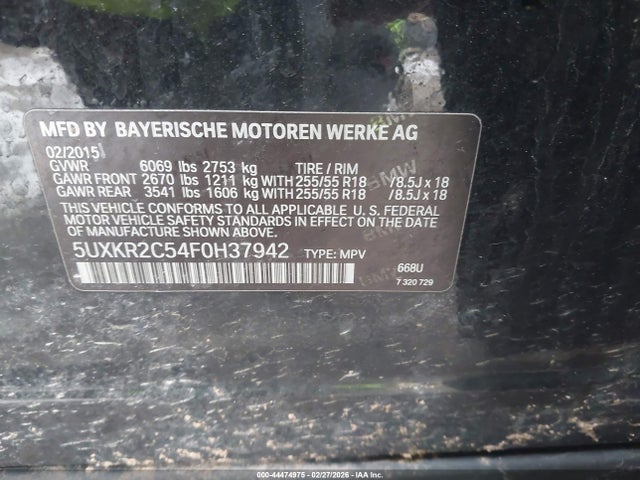 MFD BY BAYERISCHE MOTOREN WERKE AG
02/2015
GVWR 6069 lbs 2753 kg TIRE / RIM
GAWR FRONT 2670 lbs 1211 kg WITH 255/55 R18 /8.5J x 18
GAWR REAR 3541 lbs 1606 kg WITH 255/55 R18 /8.5J x 18
THIS VEHICLE CONFORMS TO ALL APPLICABLE U. S. FEDERAL
MOTOR VEHICLE SAFETY STANDARDS IN EFFECT ON THE DATE OF
MANUFACTURE SHOWN ABOVE.
5UXKR2C54F0H37942 TYPE: MPV
668U
7 320 729
000-44474975 - 02/27/2026 - IAA Inc.